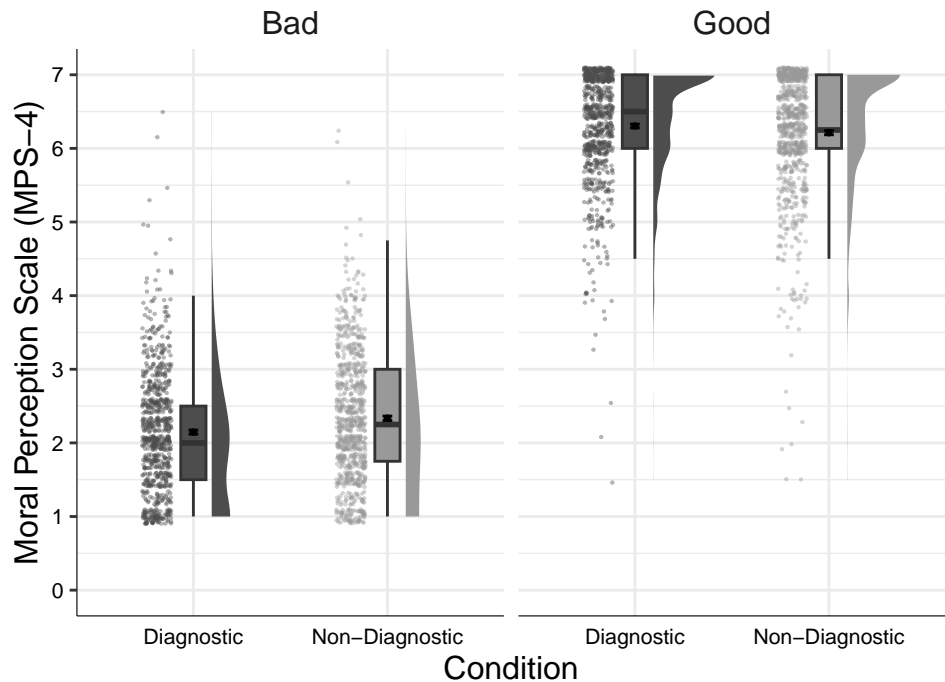 Bad Good
Moral Perception Scale (MPS−4)
7
6
5
4
3
2
1
0
Diagnostic Non−Diagnostic Diagnostic Non−Diagnostic
Condition